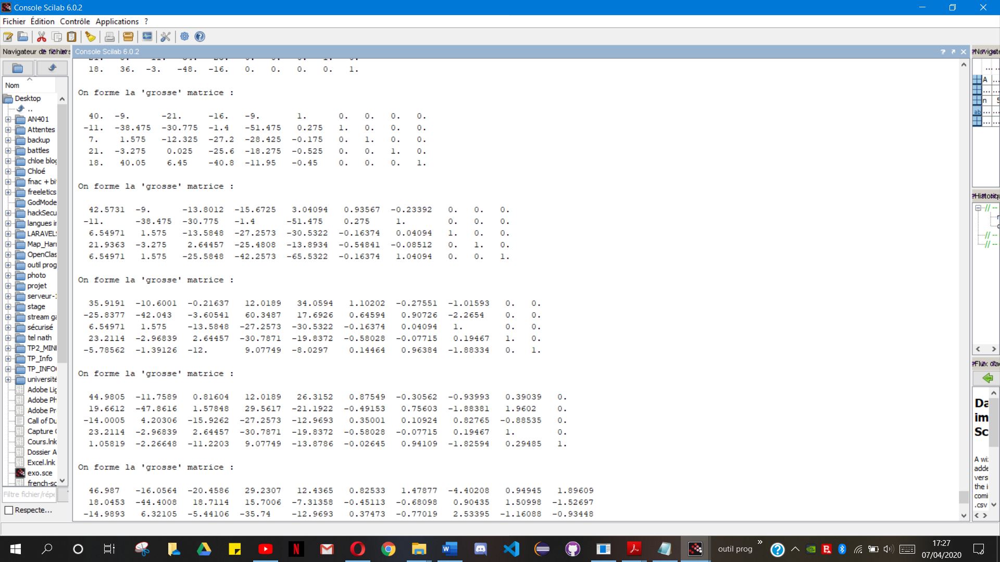 Console Scilab 6.0.2
Fichier Édition Contrôle Applications ?
Console Scilab 6.0.2
Nom
Desktop
..
AN401
Attentes
backup
battles
chloe blog
Chloé
fnac + bi
freeletics
GodMode
hackSecu
langues in
LARAVEL
Map_Harr
OpenClas
outil prog
photo
projet
serveur-1
stage
stream ga
sécurisé
tel nath
TP2_MINI
TP_Info
TP_INFO
université
Adobe Lig
Adobe Ph
Adobe Pr
Call of Du
Capture
Cours.lnk
Dossier A
Excel.lnk
exo.sce
french-sc
Filtre fichier/répe
Respecte...
18. 36. -3. -48. -16. 0. 0. 0. 0. 1.
On forme la 'grosse' matrice :
40. -9. -21. -16. -9. 1. 0. 0. 0. 0.
-11. -38.475 -30.775 -1.4 -51.475 0.275 1. 0. 0. 0.
7. 1.575 -12.325 -27.2 -28.425 -0.175 0. 1. 0. 0.
21. -3.275 0.025 -25.6 -18.275 -0.525 0. 0. 1. 0.
18. 40.05 6.45 -40.8 -11.95 -0.45 0. 0. 0. 1.
On forme la 'grosse' matrice :
42.5731 -9. -13.8012 -15.6725 3.04094 0.93567 -0.23392 0. 0. 0.
-11. -38.475 -30.775 -1.4 -51.475 0.275 1. 0. 0. 0.
6.54971 1.575 -13.5848 -27.2573 -30.5322 -0.16374 0.04094 1. 0. 0.
21.9363 -3.275 2.64457 -25.4808 -13.8934 -0.54841 -0.08512 0. 1. 0.
6.54971 1.575 -25.5848 -42.2573 -65.5322 -0.16374 1.04094 0. 0. 1.
On forme la 'grosse' matrice :
35.9191 -10.6001 -0.21637 12.0189 34.0594 1.10202 -0.27551 -1.01593 0. 0.
-25.8377 -42.043 -3.60541 60.3487 17.6926 0.64594 0.90726 -2.2654 0. 0.
6.54971 1.575 -13.5848 -27.2573 -30.5322 -0.16374 0.04094 1. 0. 0.
23.2114 -2.96839 2.64457 -30.7871 -19.8372 -0.58028 -0.07715 0.19467 1. 0.
-5.78562 -1.39126 -12. 9.07749 -8.0297 0.14464 0.96384 -1.88334 0. 1.
On forme la 'grosse' matrice :
44.9805 -11.7589 0.81604 12.0189 26.3152 0.87549 -0.30562 -0.93993 0.39039 0.
19.6612 -47.8616 1.57848 29.5617 -21.1922 -0.49153 0.75603 -1.88381 1.9602 0.
-14.0005 4.20306 -15.9262 -27.2573 -12.9693 0.35001 0.10924 0.82765 -0.88535 0.
23.2114 -2.96839 2.64457 -30.7871 -19.8372 -0.58028 -0.07715 0.19467 1. 0.
1.05819 -2.26648 -11.2203 9.07749 -13.8786 -0.02645 0.94109 -1.82594 0.29485 1.
On forme la 'grosse' matrice :
46.987 -16.0564 -20.4586 29.2307 12.4365 0.82533 1.47877 -4.40208 0.94945 1.89609
18.0453 -44.4008 18.7114 15.7006 -7.31358 -0.45113 -0.68098 0.90435 1.50998 -1.52697
-14.9893 6.32105 -5.44106 -35.74 -12.9693 0.37473 -0.77019 2.53395 -1.16088 -0.93448
... ...
A ...
... ...
n 5
ab ... ...
... ...
// --
// --
// --
Da
im
Sc
A wi
adde
vers
the i
comi
.csv
outil prog
17:27
07/04/2020